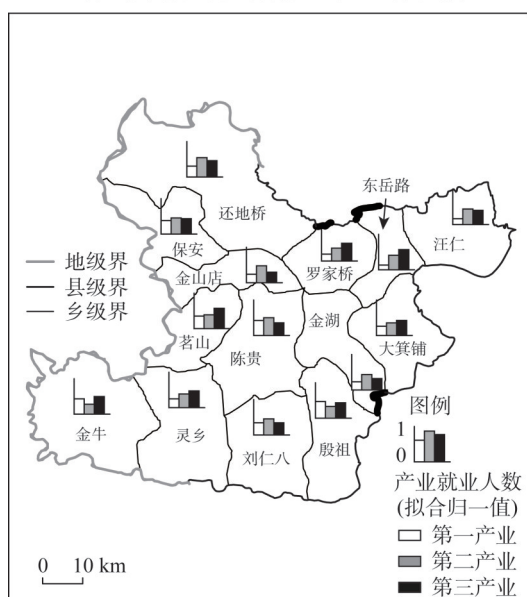 东岳路
还地桥
汪仁
保安
罗家桥
地级界
县级界
乡级界
金山店
金湖
大箕铺
茗山
陈贵
图例
金牛
灵乡
刘仁八
殷祖
1
0
产业就业人数
(拟合归一值)
第一产业
第二产业
第三产业
0 10 km